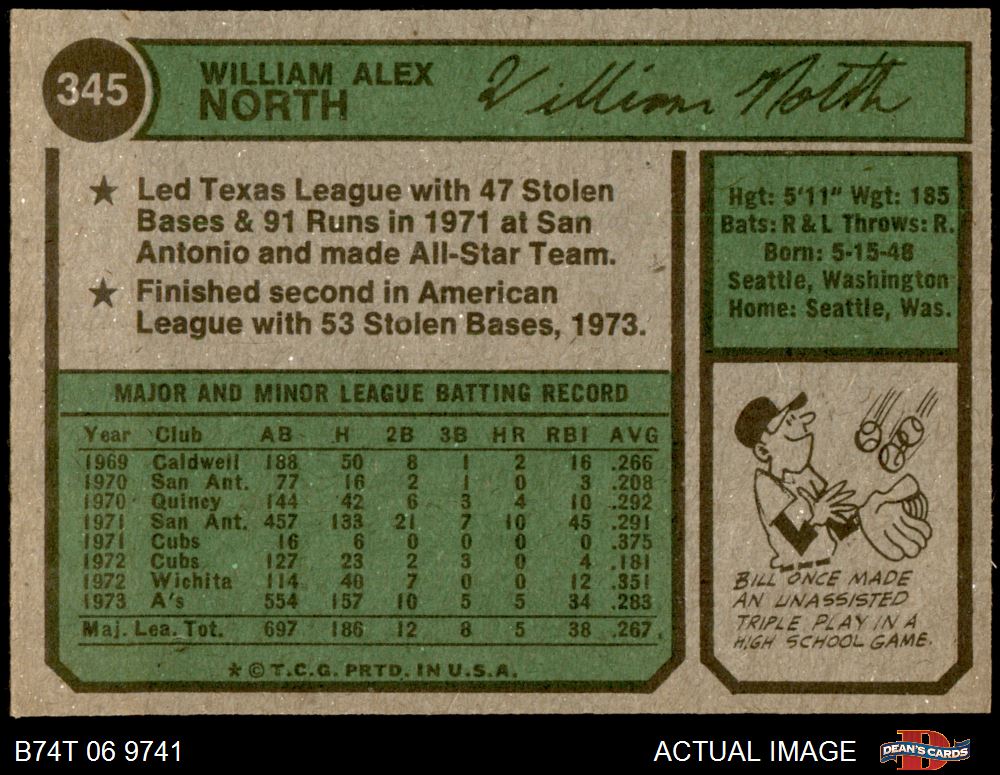 345
WILLIAM ALEX
NORTH
William North
★ Led Texas League with 47 Stolen
Bases & 91 Runs in 1971 at San
Antonio and made All-Star Team.
★ Finished second in American
League with 53 Stolen Bases, 1973.
Hgt: 5'11" Wgt: 185
Bats: R & L Throws: R.
Born: 5-15-48
Seattle, Washington
Home: Seattle, Was.
MAJOR AND MINOR LEAGUE BATTING RECORD
Year Club AB H 2B 3B HR RBI AVG
1969 Caldwell 188 50 8 1 2 16 .266
1970 San Ant. 77 16 2 1 0 3 .208
1970 Quincy 144 42 6 3 4 10 .292
1971 San Ant. 457 133 21 7 10 45 .291
1971 Cubs 16 6 0 0 0 0 .375
1972 Cubs 127 23 2 3 0 4 .181
1972 Wichita 114 40 7 0 0 12 .351
1973 A's 554 157 10 5 5 34 .283
Maj. Lea. Tot. 697 186 12 8 5 38 .267
★ © T.C.G. PRTD. IN U.S.A.
BILL ONCE MADE
AN UNASSISTED
TRIPLE PLAY IN A
HIGH SCHOOL GAME.
B74T 06 9741
ACTUAL IMAGE
DEAN'S CARDS